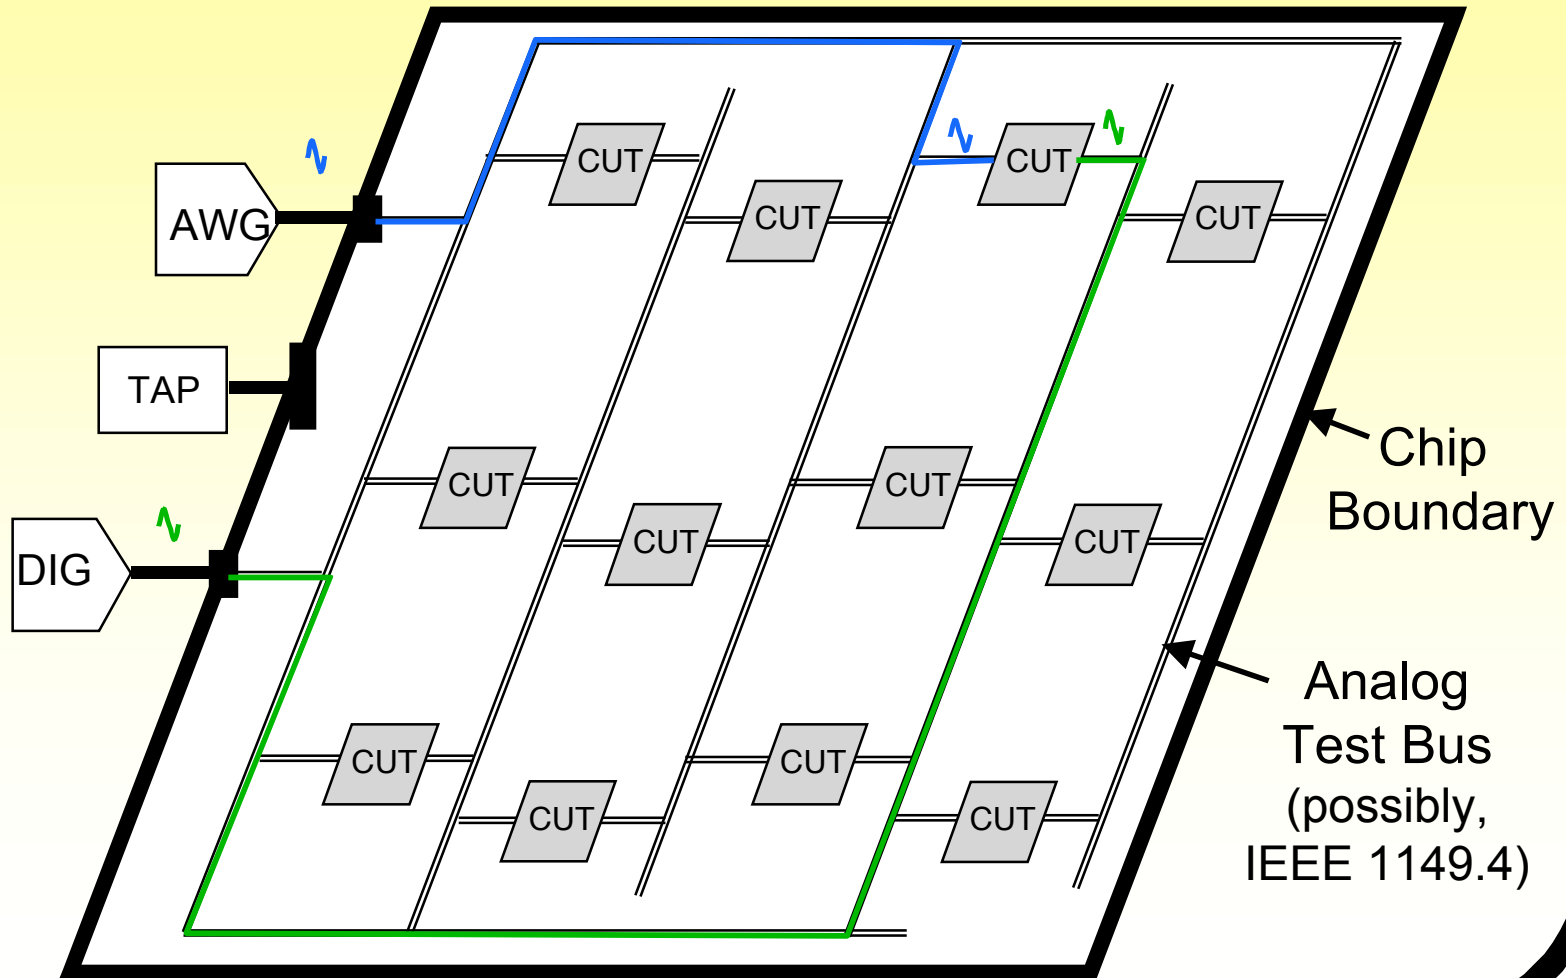 CUT
CUT
CUT
CUT
AWG
TAP
CUT
CUT
CUT
CUT
DIG
CUT
CUT
CUT
CUT
Chip
Boundary
Analog
Test Bus
(possibly,
IEEE 1149.4)